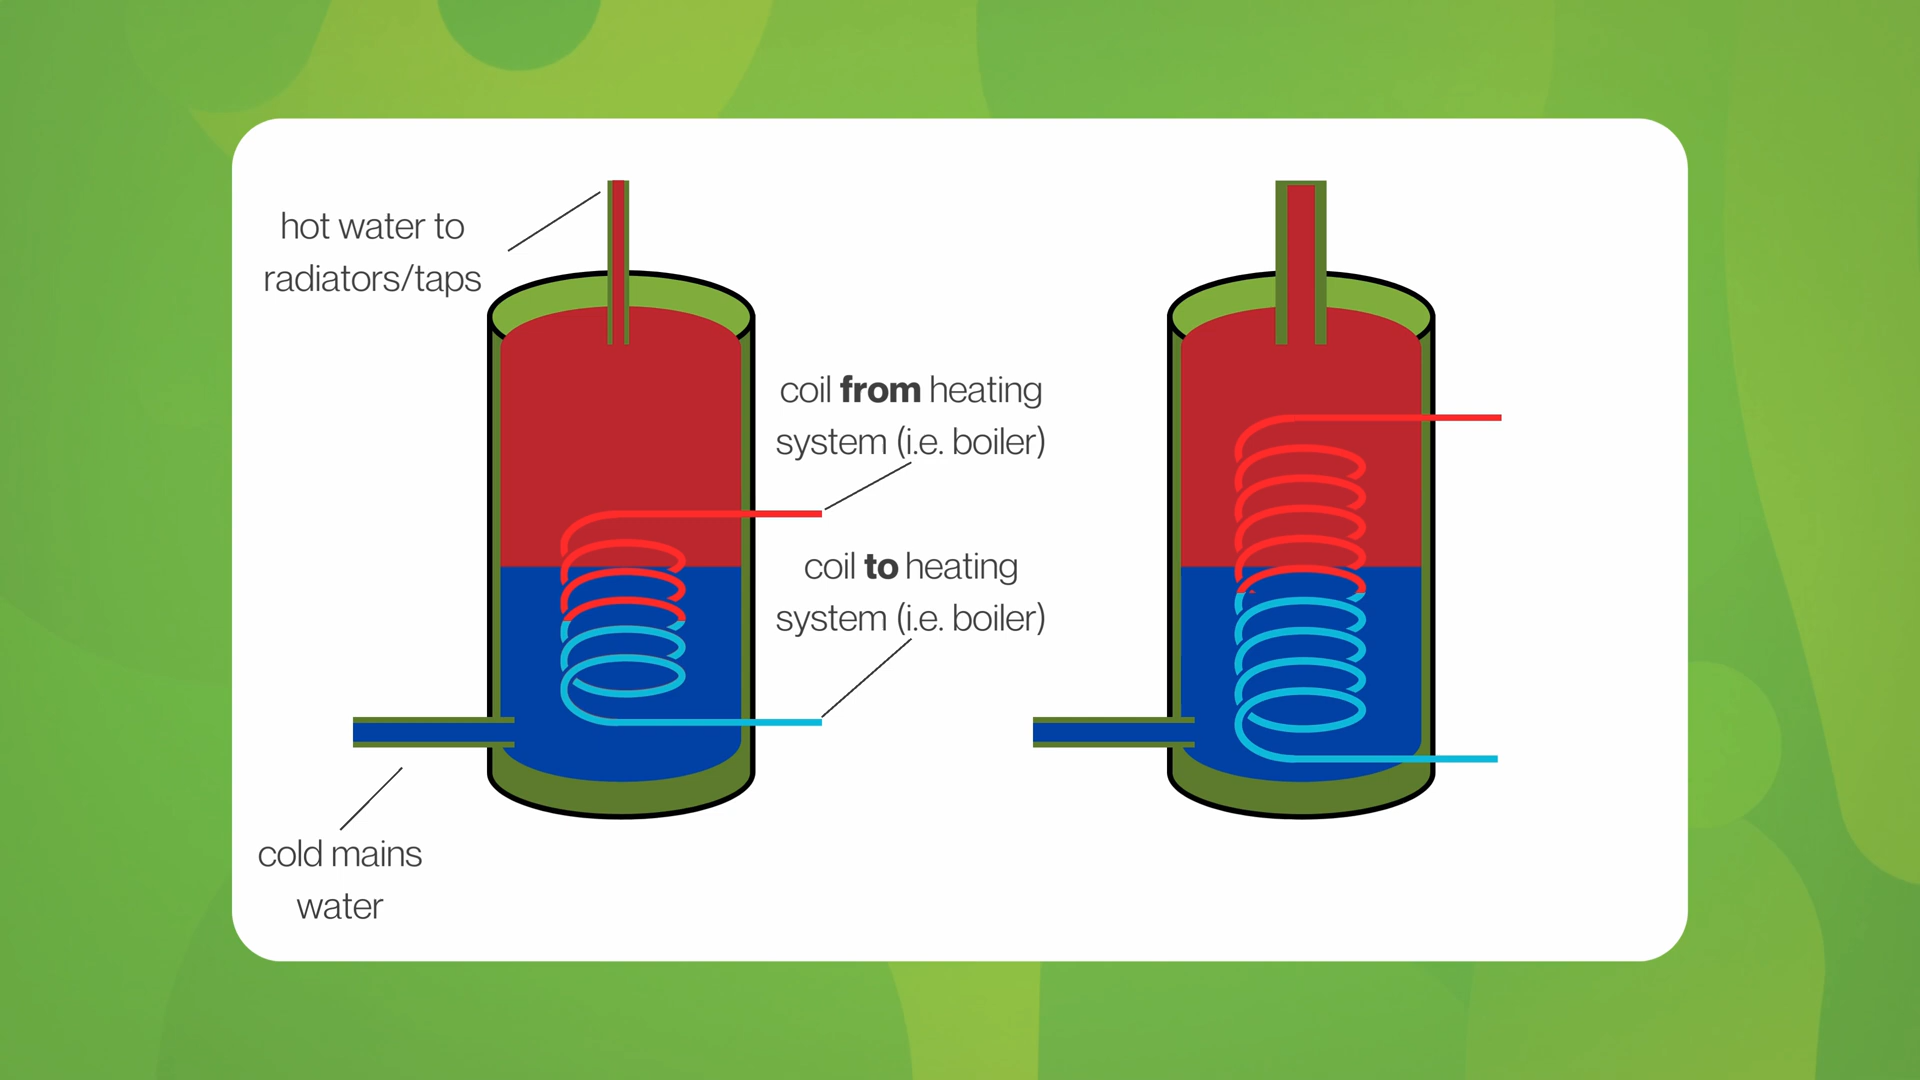 hot water to
radiators/taps
coil from heating
system (i.e. boiler)
coil to heating
system (i.e. boiler)
cold mains
water